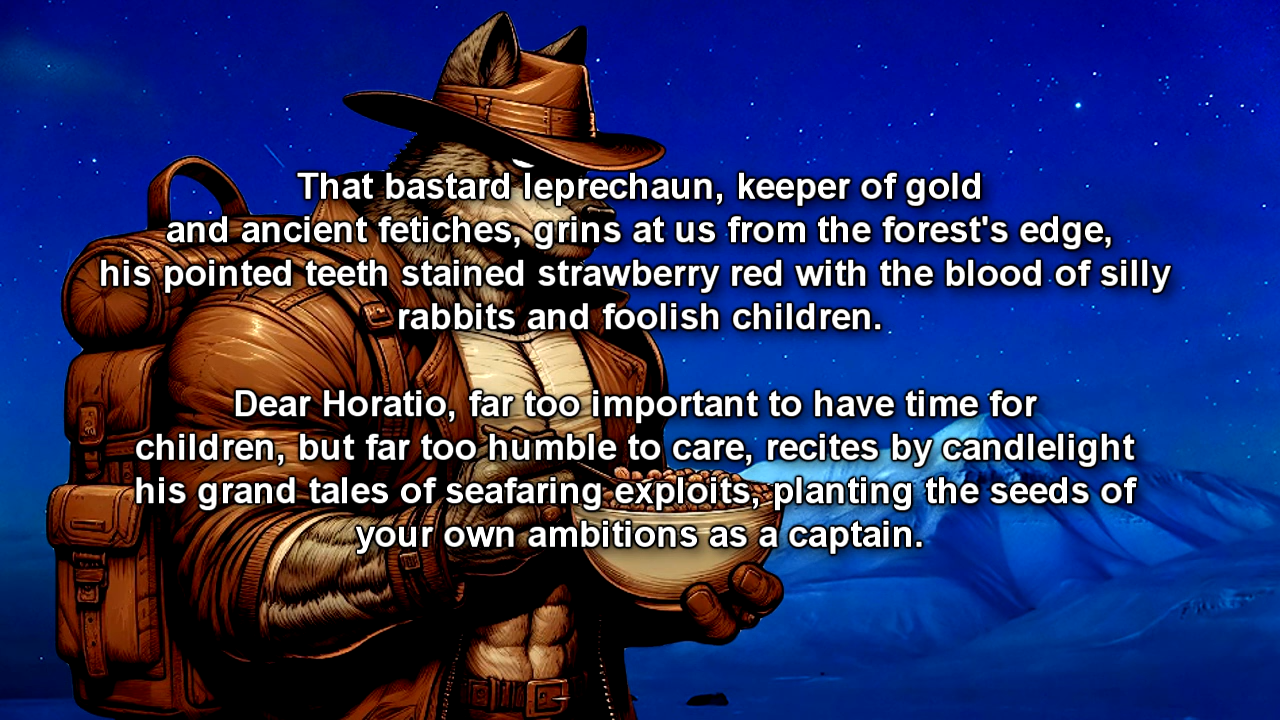 That bastard leprechaun, keeper of gold
and ancient fetiches, grins at us from the forest's edge,
his pointed teeth stained strawberry red with the blood of silly
rabbits and foolish children.
Dear Horatio, far too important to have time for
children, but far too humble to care, recites by candlelight
his grand tales of seafaring exploits, planting the seeds of
your own ambitions as a captain.